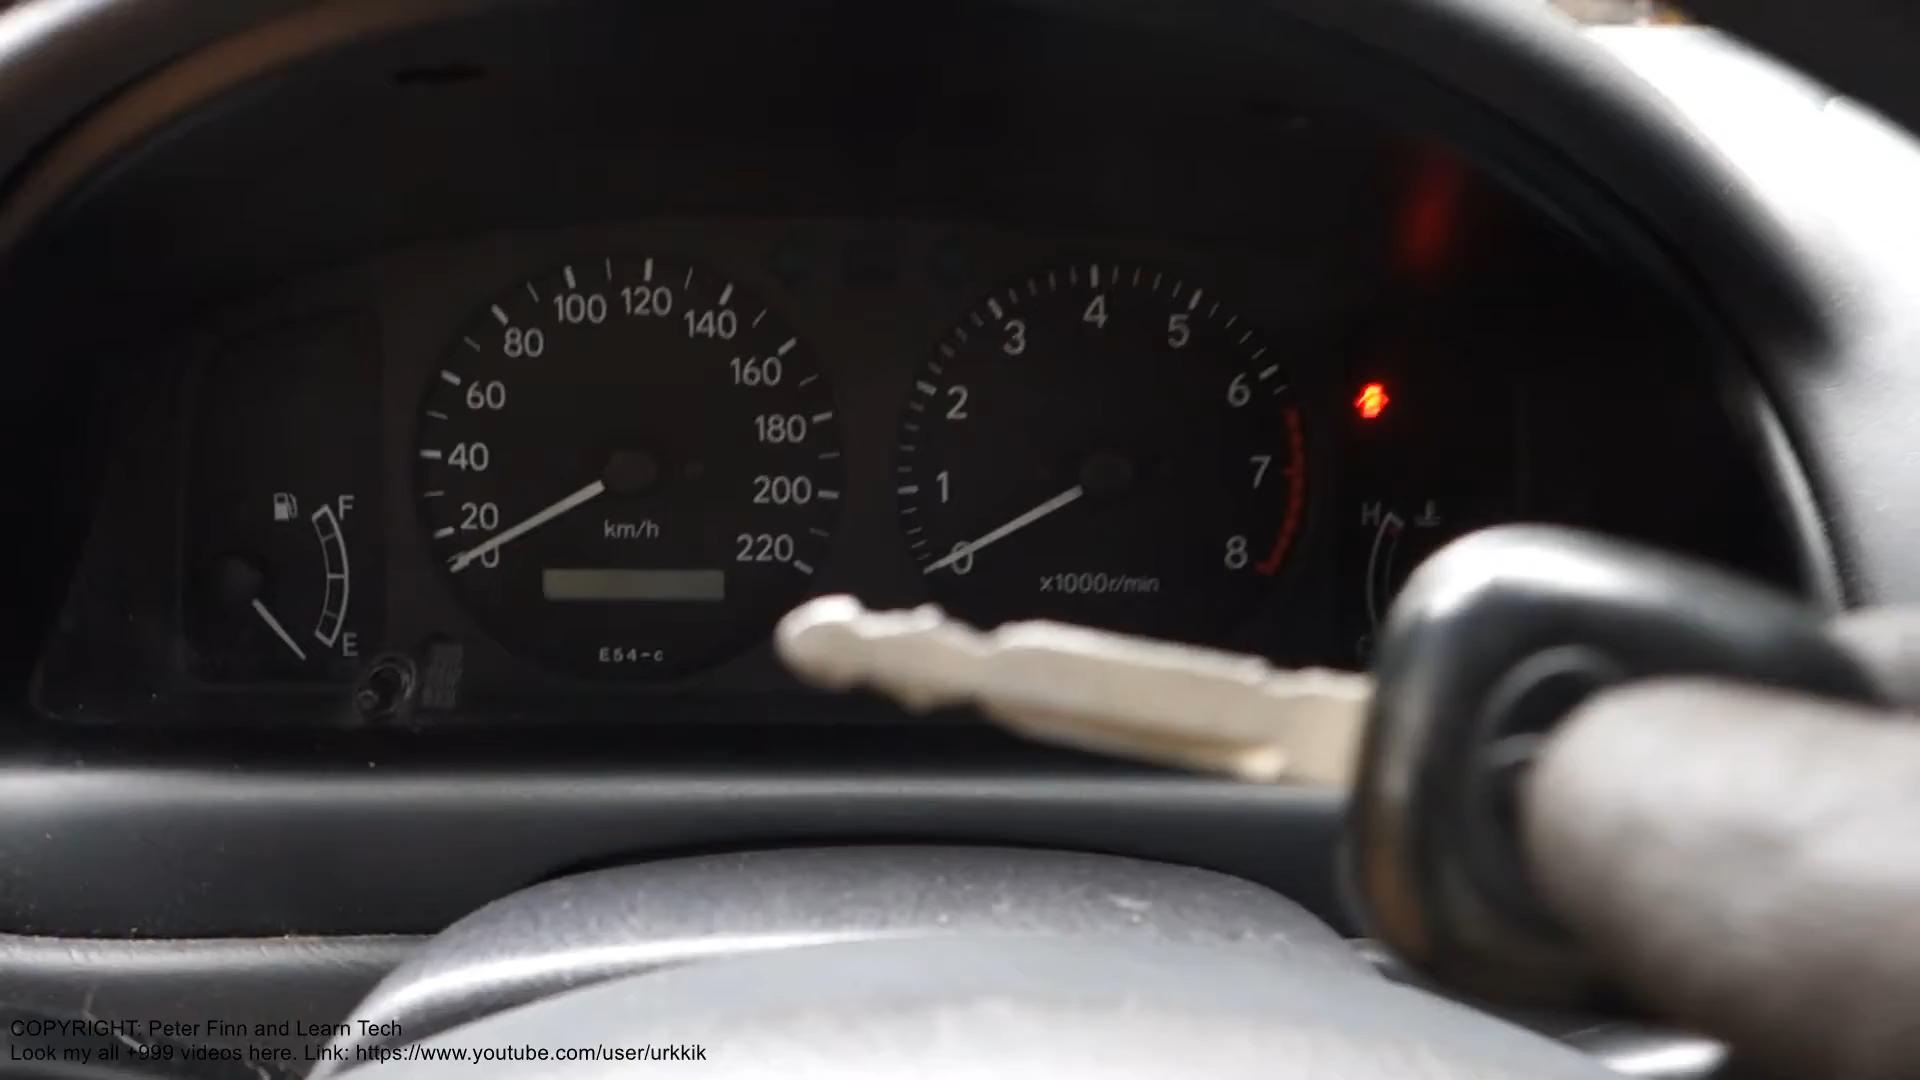 100 120
80 140
60 160
40 180
20 200
0 220
km/h
E54-c
F
E
3 4 5
2 6
1 7
0 8
x1000r/min
H
COPYRIGHT: Peter Finn and Learn Tech
Look my all +999 videos here. Link: https://www.youtube.com/user/urkkik